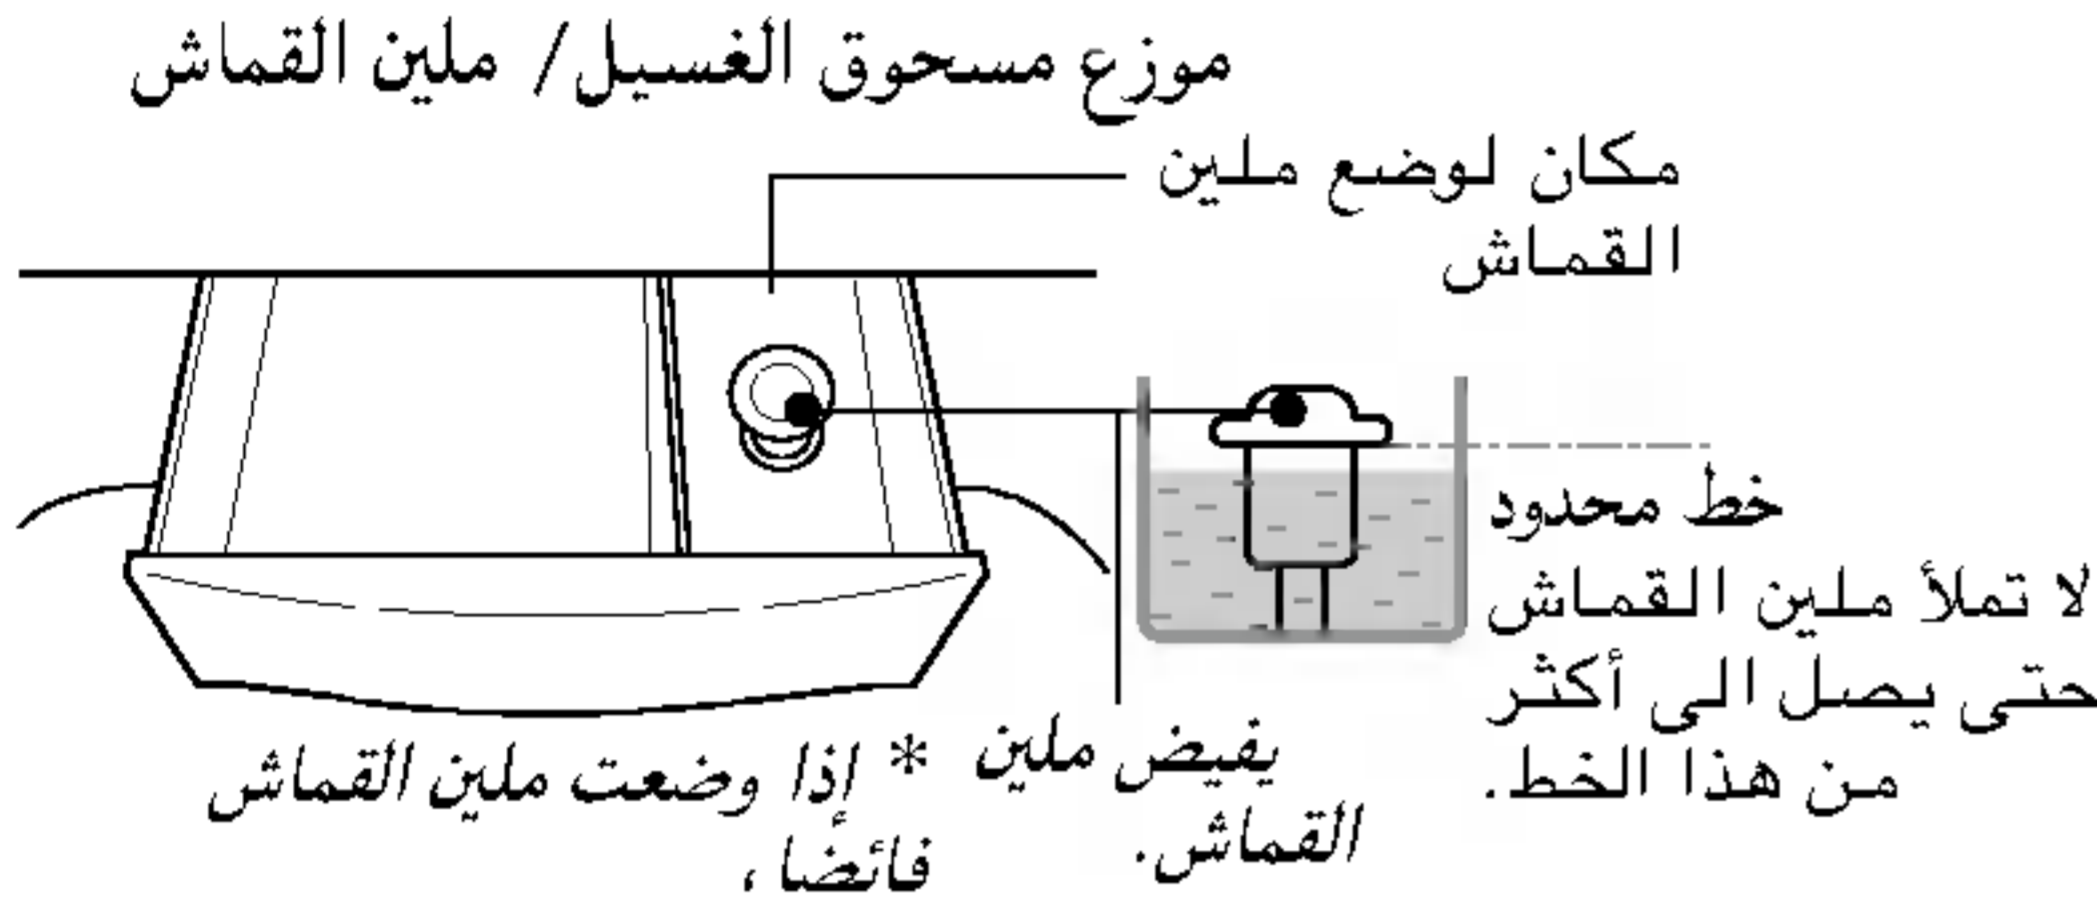 موزع مسحوق الغسيل/ ملين القماش
مكان لوضع ملين
القماش
خط محدود
لا تملأ ملين القماش
حتى يصل الى أكثر
من هذا الخط.
* إذا وضعت ملين القماش
فائضًا ،
يفيض ملين
القماش.